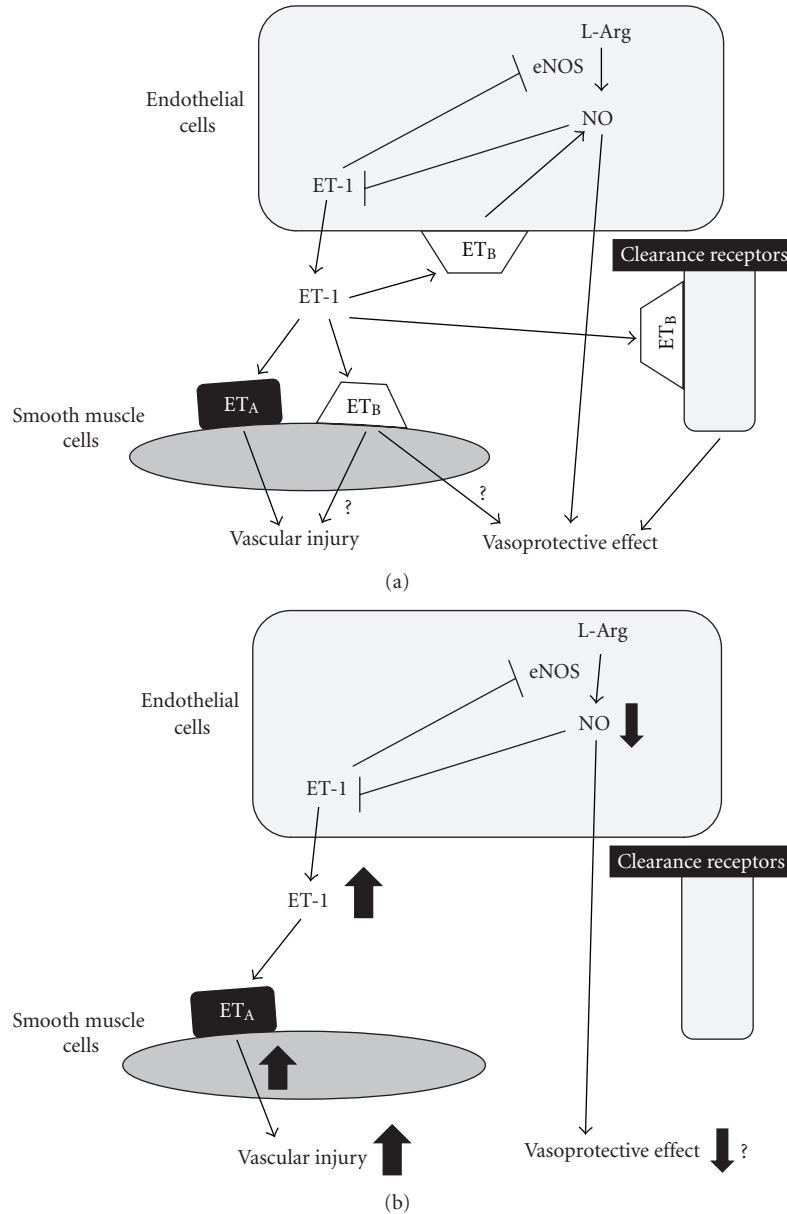 L-Arg
eNOS
Endothelial
cells
NO
ET-1
ETB
Clearance receptors
ET-1
ETB
ETA
ETB
Smooth muscle
cells
?
?
Vascular injury
Vasoprotective effect
(a)
L-Arg
eNOS
Endothelial
cells
NO
ET-1
Clearance receptors
ET-1
ETA
Smooth muscle
cells
Vascular injury
Vasoprotective effect ?
(b)